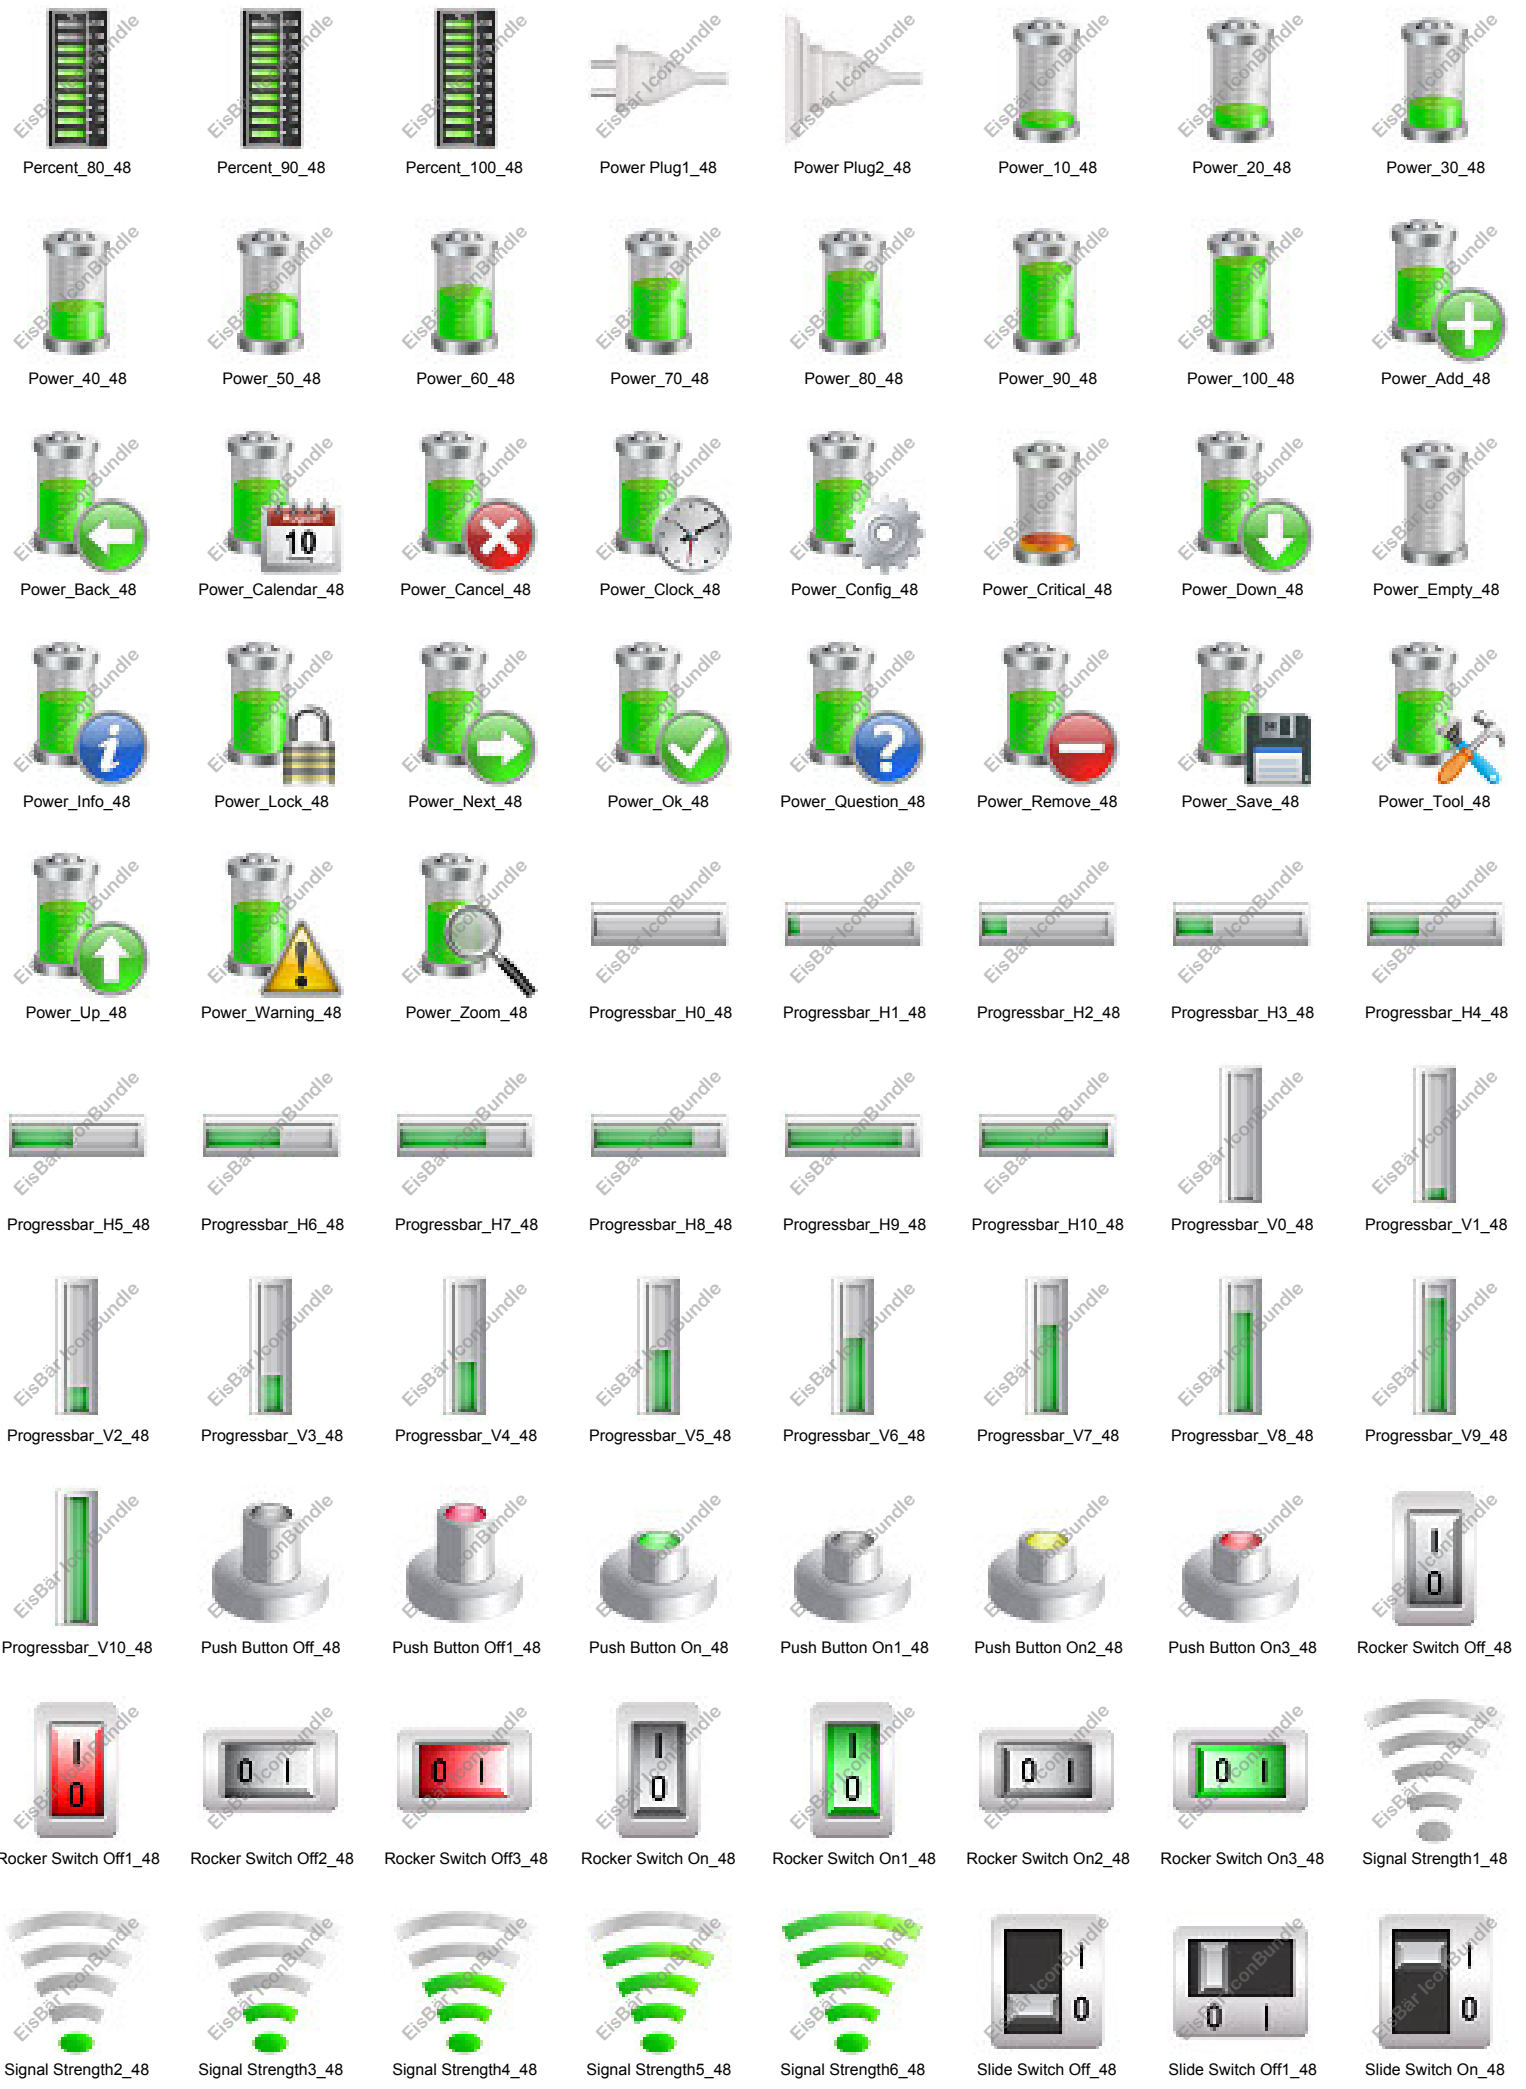 Percent_80_48 Percent_90_48 Percent_100_48 Power Plug1_48 Power Plug2_48 Power_10_48 Power_20_48 Power_30_48
Power_40_48 Power_50_48 Power_60_48 Power_70_48 Power_80_48 Power_90_48 Power_100_48 Power_Add_48
August
10
Power_Back_48 Power_Calendar_48 Power_Cancel_48 Power_Clock_48 Power_Config_48 Power_Critical_48 Power_Down_48 Power_Empty_48
Power_Info_48 Power_Lock_48 Power_Next_48 Power_Ok_48 Power_Question_48 Power_Remove_48 Power_Save_48 Power_Tool_48
Power_Up_48 Power_Warning_48 Power_Zoom_48 Progressbar_H0_48 Progressbar_H1_48 Progressbar_H2_48 Progressbar_H3_48 Progressbar_H4_48
Progressbar_H5_48 Progressbar_H6_48 Progressbar_H7_48 Progressbar_H8_48 Progressbar_H9_48 Progressbar_H10_48 Progressbar_V0_48 Progressbar_V1_48
Progressbar_V2_48 Progressbar_V3_48 Progressbar_V4_48 Progressbar_V5_48 Progressbar_V6_48 Progressbar_V7_48 Progressbar_V8_48 Progressbar_V9_48
Progressbar_V10_48 Push Button Off_48 Push Button Off1_48 Push Button On_48 Push Button On1_48 Push Button On2_48 Push Button On3_48 Rocker Switch Off_48
Rocker Switch Off1_48 Rocker Switch Off2_48 Rocker Switch Off3_48 Rocker Switch On_48 Rocker Switch On1_48 Rocker Switch On2_48 Rocker Switch On3_48 Signal Strength1_48
Signal Strength2_48 Signal Strength3_48 Signal Strength4_48 Signal Strength5_48 Signal Strength6_48 Slide Switch Off_48 Slide Switch Off1_48 Slide Switch On_48
EisBär IconBundle